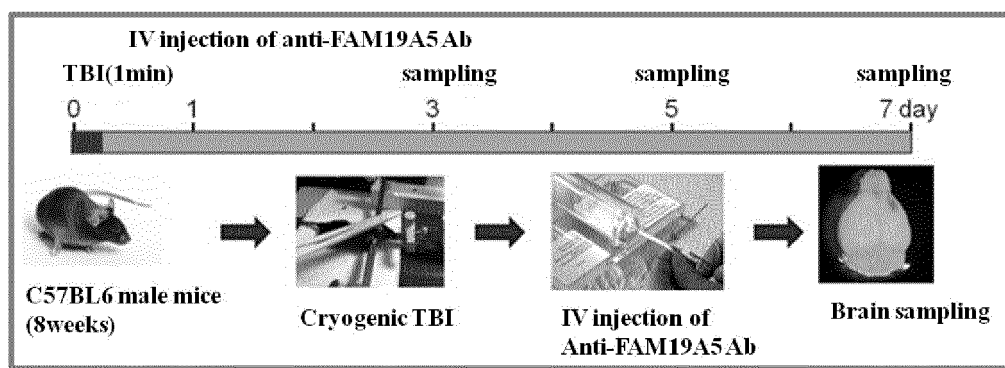 IV injection of anti-FAM19A5 Ab
TBI(1min) sampling sampling sampling
0 1 3 5 7 day
C57BL6 male mice
(8weeks)
Cryogenic TBI
IV injection of
Anti-FAM19A5 Ab
Brain sampling